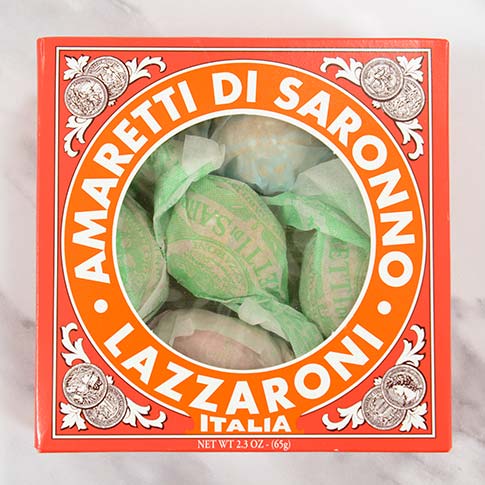 AMARETTI DI SARONNO
• LAZZARONI •
ITALIA
NET WT 2.3 OZ - (65g)